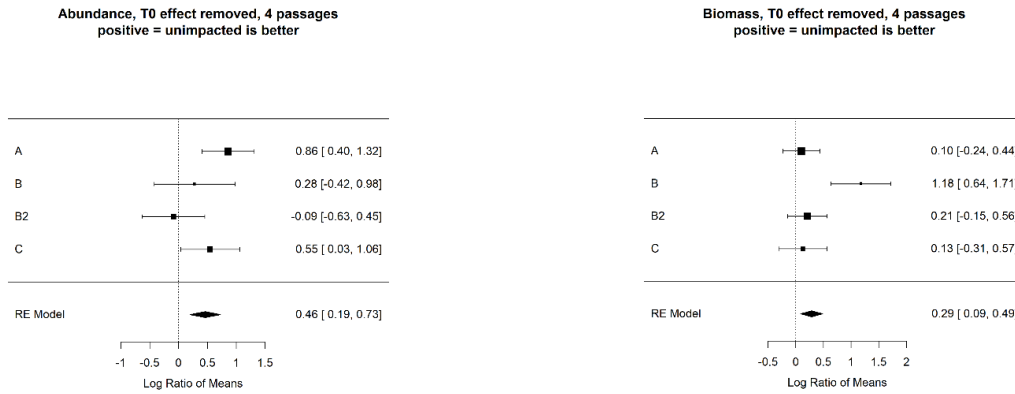 Abundance, T0 effect removed, 4 passages
positive = unimpacted is better
A 0.86 [ 0.40, 1.32]
B 0.28 [-0.42, 0.98]
B2 -0.09 [-0.63, 0.45]
C 0.55 [ 0.03, 1.06]
RE Model 0.46 [ 0.19, 0.73]
-1 -0.5 0 0.5 1 1.5
Log Ratio of Means
Biomass, T0 effect removed, 4 passages
positive = unimpacted is better
A 0.10 [-0.24, 0.44
B 1.18 [ 0.64, 1.71
B2 0.21 [-0.15, 0.56
C 0.13 [-0.31, 0.57
RE Model 0.29 [ 0.09, 0.49
-0.5 0 0.5 1 1.5 2
Log Ratio of Means